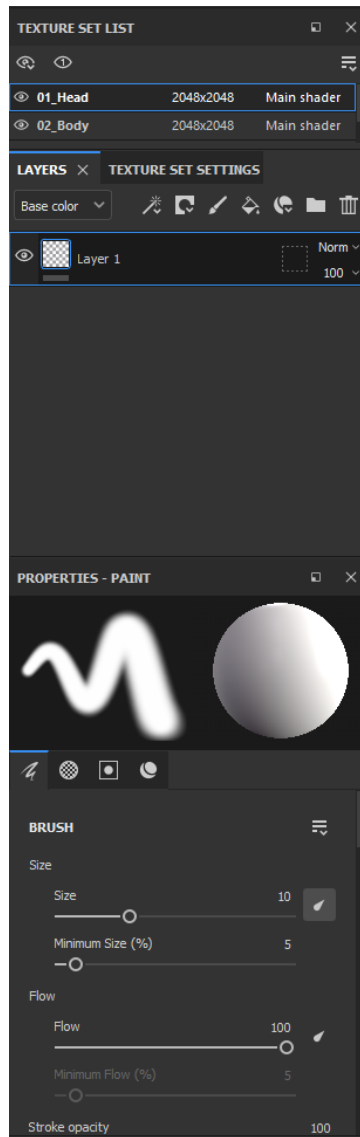 TEXTURE SET LIST
1
01_Head 2048x2048 Main shader
02_Body 2048x2048 Main shader
LAYERS TEXTURE SET SETTINGS
Base color
Layer 1 Norm
100
PROPERTIES - PAINT
BRUSH
Size
Size 10
Minimum Size (%) 5
Flow
Flow 100
Minimum Flow (%) 5
Stroke opacity 100